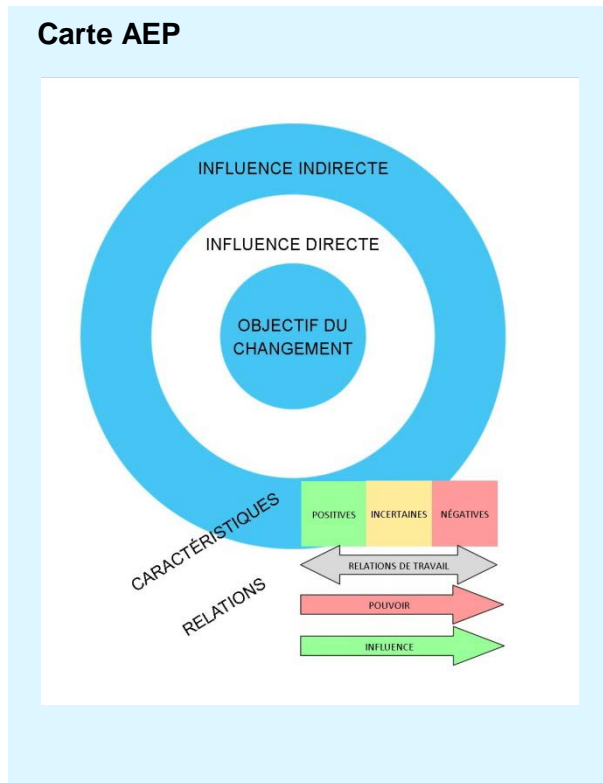 Carte AEP
INFLUENCE INDIRECTE
INFLUENCE DIRECTE
OBJECTIF DU
CHANGEMENT
CARACTÉRISTIQUES
POSITIVES
INCERTAINES
NÉGATIVES
RELATIONS
RELATIONS DE TRAVAIL
POUVOIR
INFLUENCE